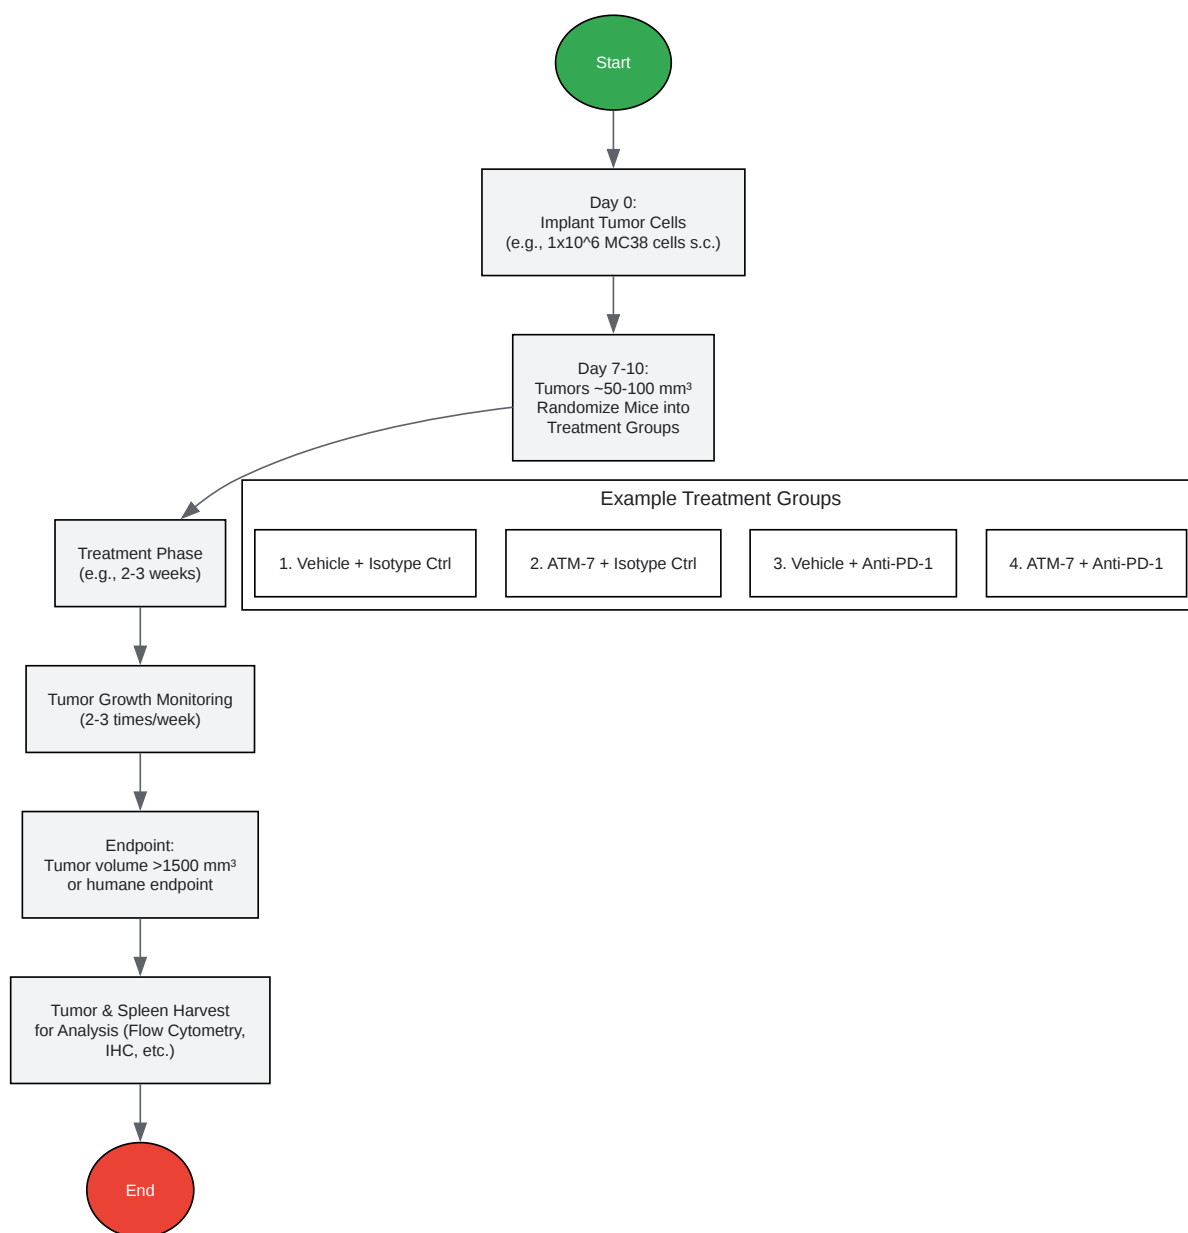 Start
Day 0:
Implant Tumor Cells
(e.g., 1x10^6 MC38 cells s.c.)
Day 7-10:
Tumors ~50-100 mm³
Randomize Mice into
Treatment Groups
Example Treatment Groups
1. Vehicle + Isotype Ctrl
2. ATM-7 + Isotype Ctrl
3. Vehicle + Anti-PD-1
4. ATM-7 + Anti-PD-1
Treatment Phase
(e.g., 2-3 weeks)
Tumor Growth Monitoring
(2-3 times/week)
Endpoint:
Tumor volume >1500 mm³
or humane endpoint
Tumor & Spleen Harvest
for Analysis (Flow Cytometry,
IHC, etc.)
End